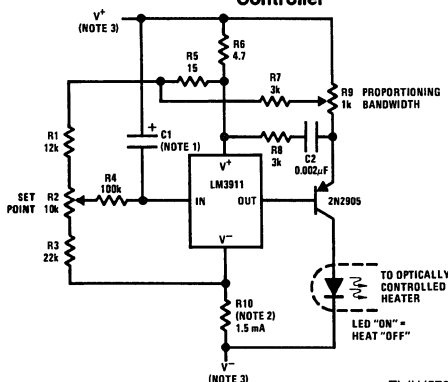 Controller
V+
(NOTE 3)
R6
4.7
R5
15
R7
3k
R9
1k
PROPORTIONING
BANDWIDTH
R1
12k
C1
(NOTE 1)
+
R8
3k
C2
0.002μF
V+
LM3911
IN
OUT
V−
2N2905
R4
100k
SET
POINT
R2
10k
R3
22k
R10
(NOTE 2)
1.5 mA
TO OPTICALLY
CONTROLLED
HEATER
LED "ON" =
HEAT "OFF"
V−
(NOTE 3)